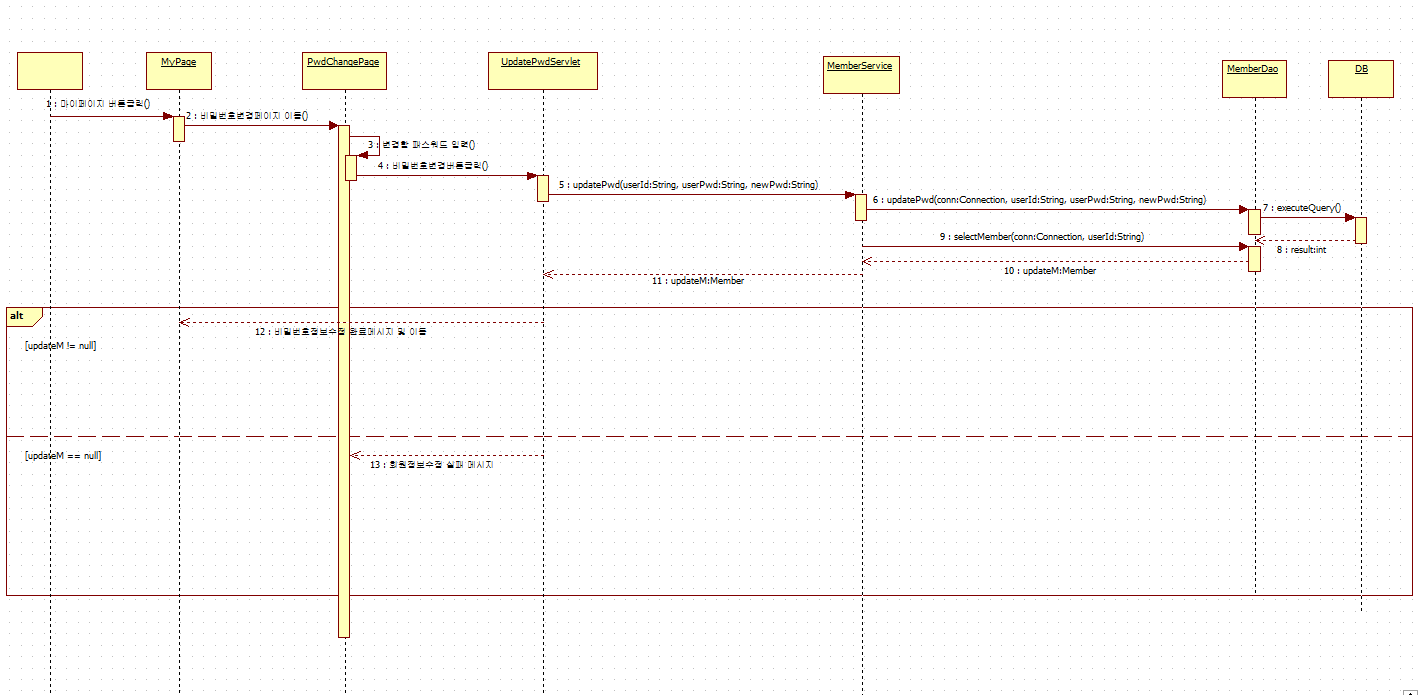 MyPage
PwdChangePage
UpdatePwdServlet
MemberService
MemberDao
DB
1 : 마이페이지 버튼클릭()
2 : 비밀번호변경페이지 이동()
3 : 변경할 패스워드 입력()
4 : 비밀번호변경버튼클릭()
5 : updatePwd(userId:String, userPwd:String, newPwd:String)
6 : updatePwd(conn:Connection, userId:String, userPwd:String, newPwd:String)
7 : executeQuery()
8 : result:int
9 : selectMember(conn:Connection, userId:String)
10 : updateM:Member
11 : updateM:Member
alt
12 : 비밀번호정보수정 완료메시지 및 이동
[updateM != null]
[updateM == null]
13 : 회원정보수정 실패 메시지